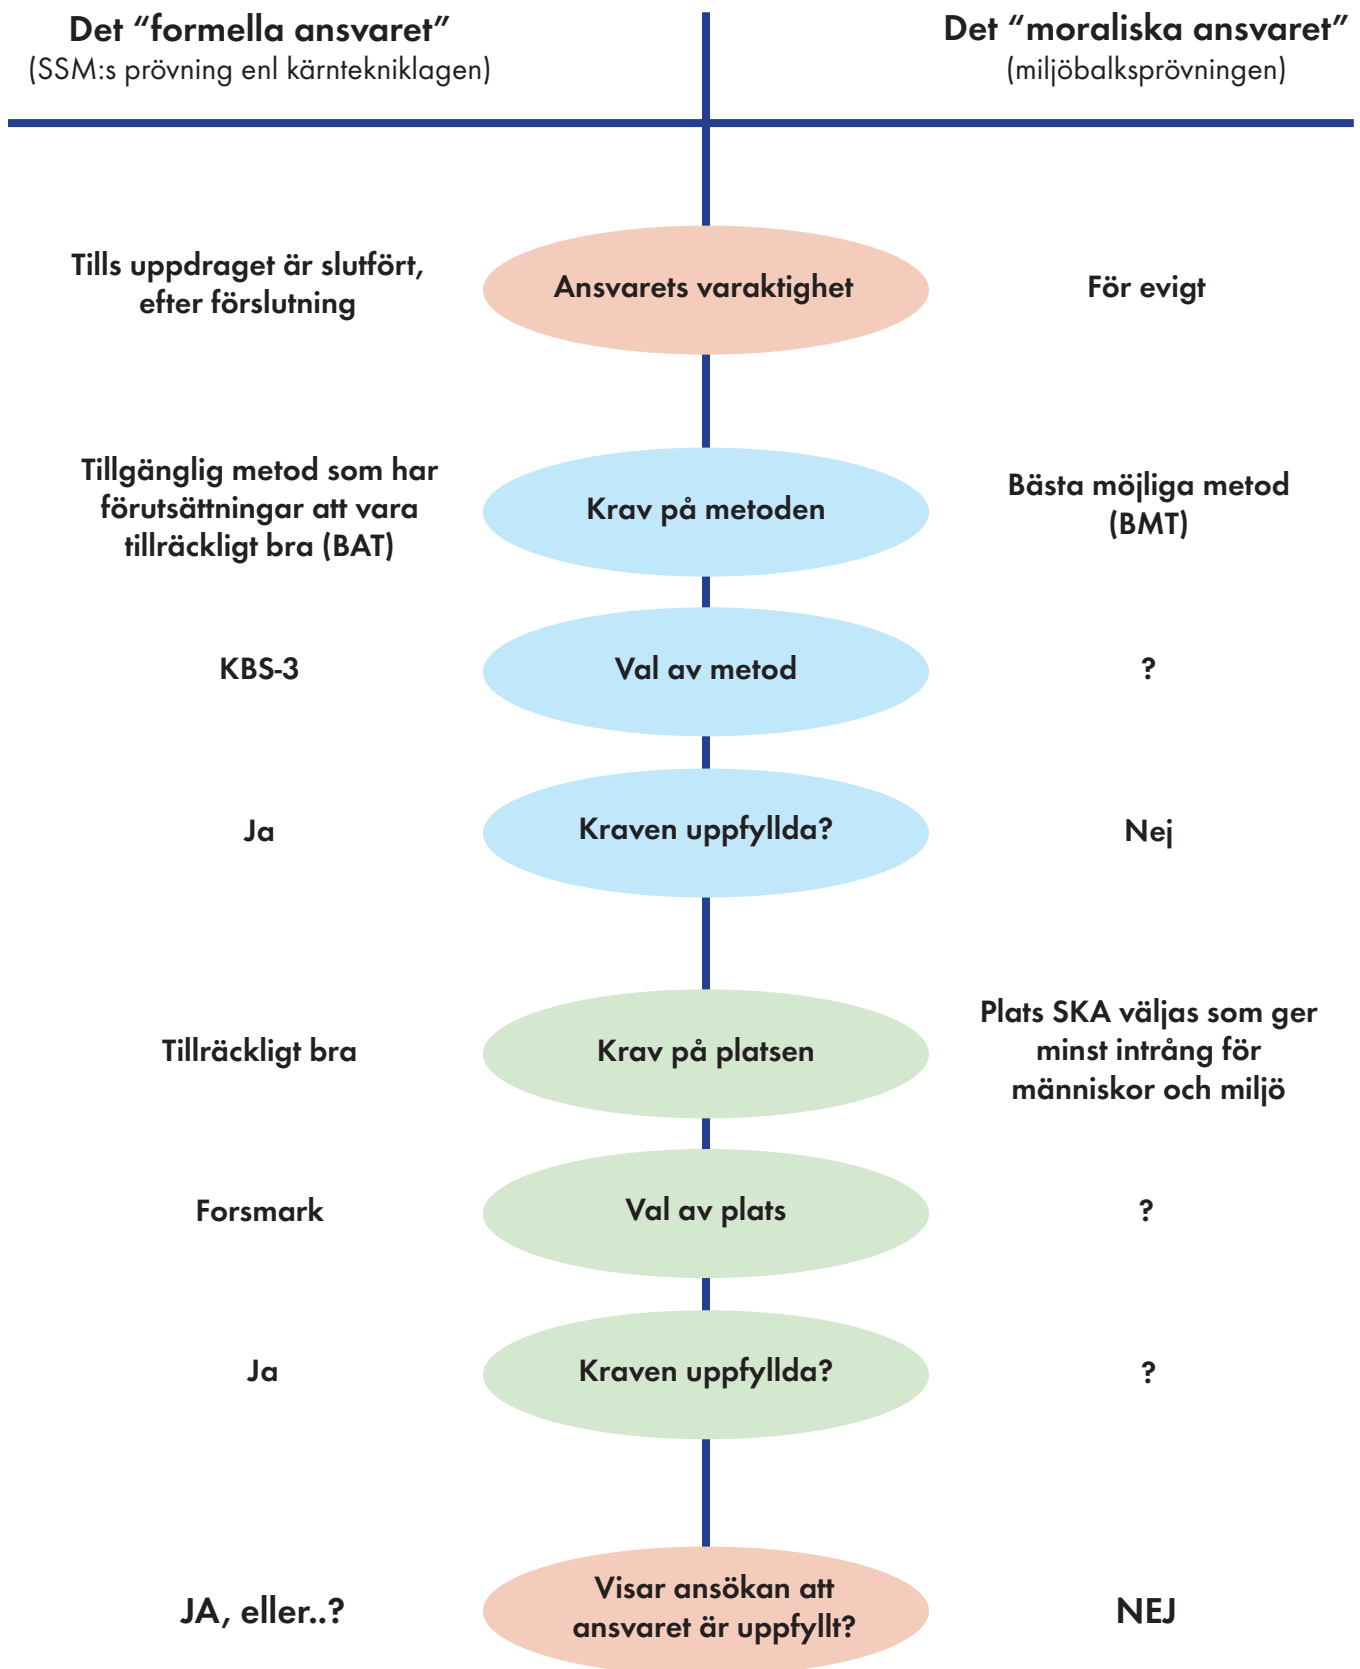 Det “formella ansvaret”
(SSM:s prövning enl kärntekniklagen)
Det “moraliska ansvaret”
(miljöbalksprövningen)
Tills uppdraget är slutfört,
efter förslutning
Ansvarets varaktighet
För evigt
Tillgänglig metod som har
förutsättningar att vara
tillräckligt bra (BAT)
Krav på metoden
Bästa möjliga metod
(BMT)
KBS-3
Val av metod
?
Ja
Kraven uppfyllda?
Nej
Tillräckligt bra
Krav på platsen
Plats SKA väljas som ger
minst intrång för
människor och miljö
Forsmark
Val av plats
?
Ja
Kraven uppfyllda?
?
JA, eller..?
Visar ansökan att
ansvaret är uppfyllt?
NEJ